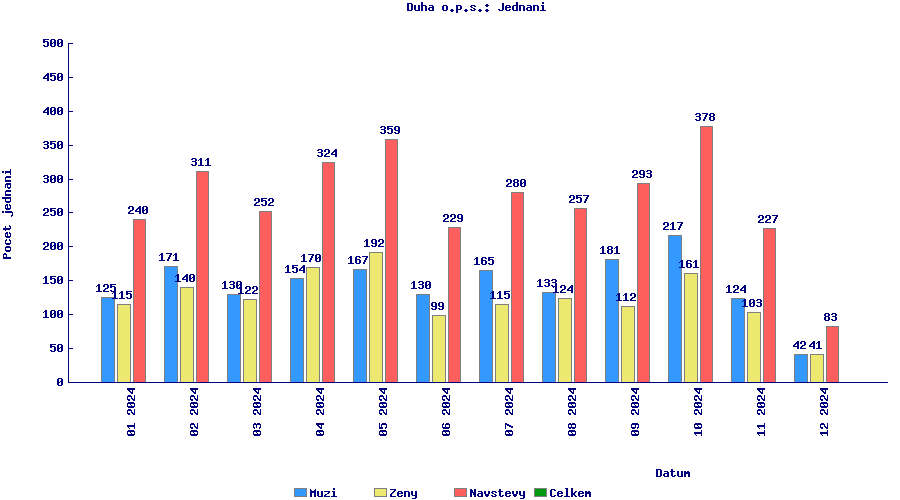 Duha o.p.s.: Jednani
500
450
400
350
300
250
200
150
100
50
0
Pocet jednani
125 115 240
171 140 311
130 122 252
154 170 324
167 192 359
130 99 229
165 115 280
133 124 257
181 112 293
217 161 378
124 103 227
42 41 83
01 2024
02 2024
03 2024
04 2024
05 2024
06 2024
07 2024
08 2024
09 2024
10 2024
11 2024
12 2024
Datum
Muzi Zeny Navstevy Celkem